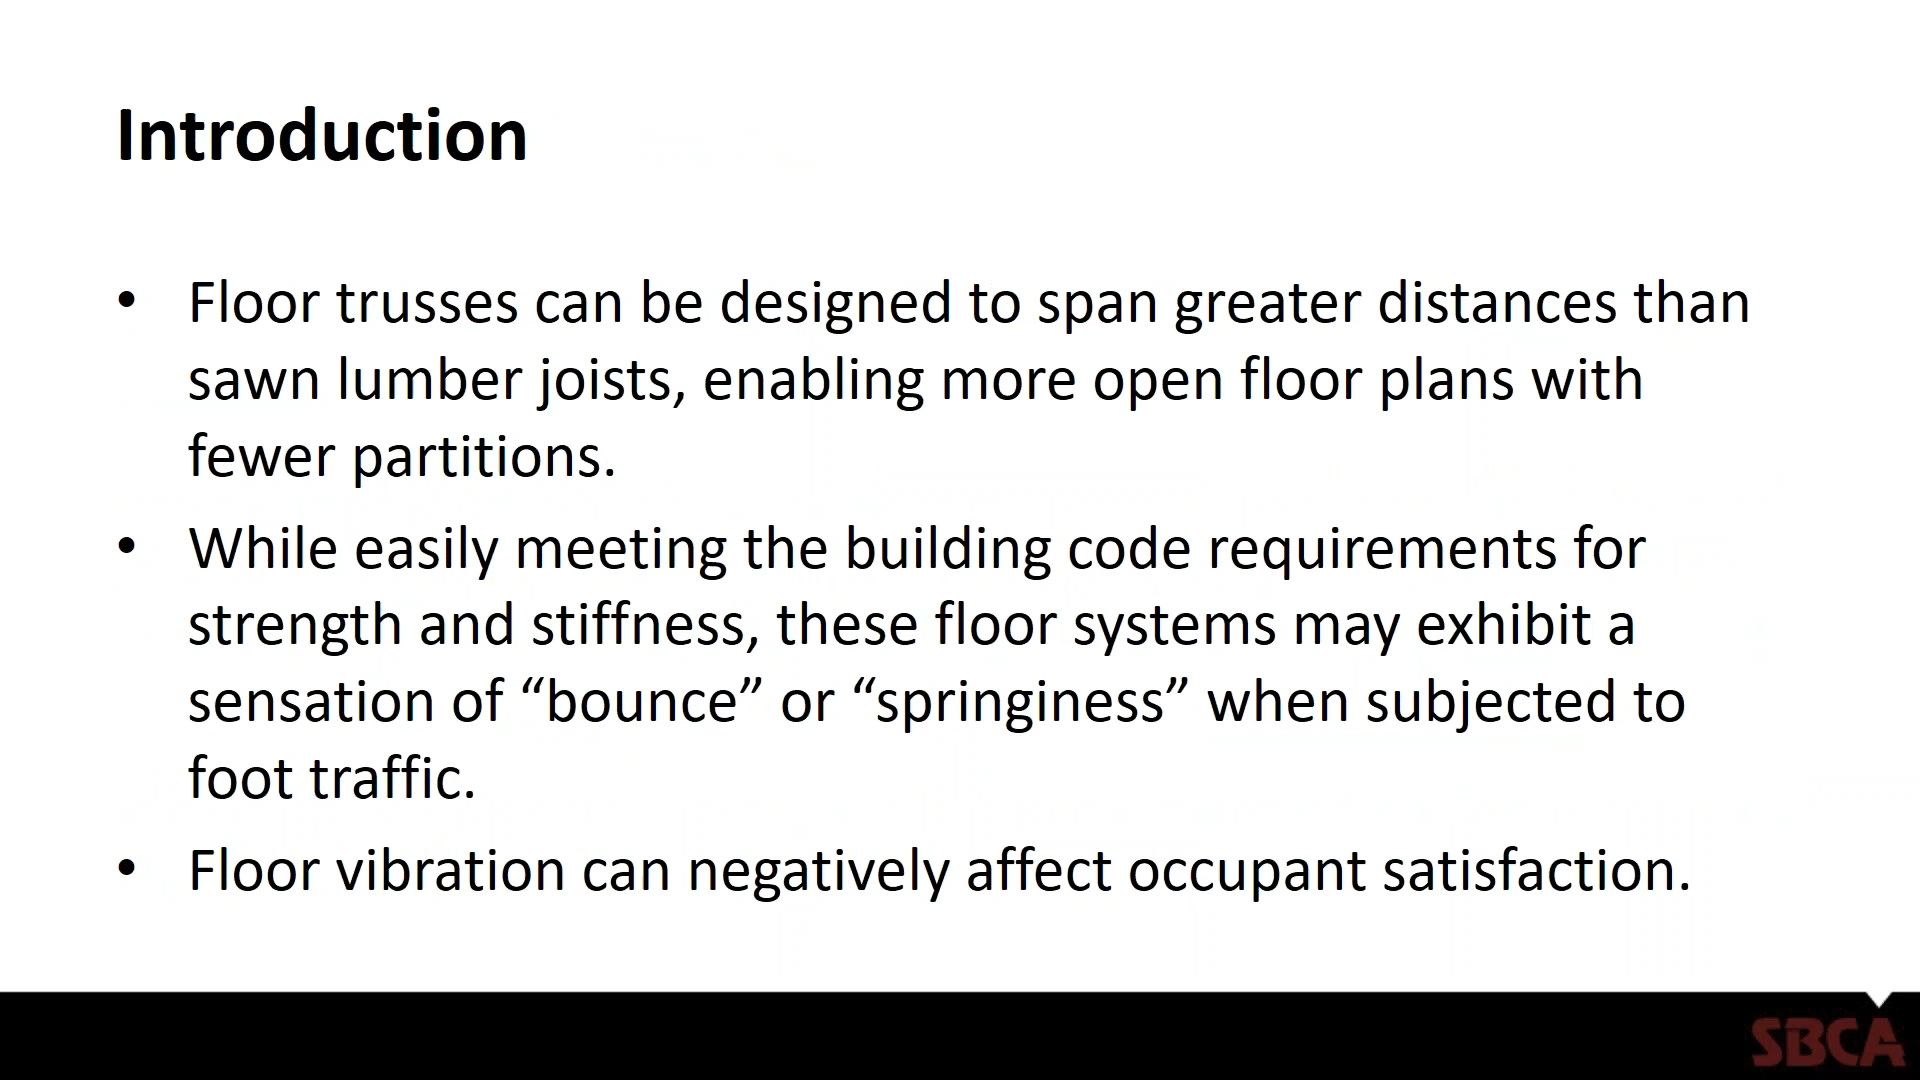 Introduction
• Floor trusses can be designed to span greater distances than
sawn lumber joists, enabling more open floor plans with
fewer partitions.
• While easily meeting the building code requirements for
strength and stiffness, these floor systems may exhibit a
sensation of “bounce” or “springiness” when subjected to
foot traffic.
• Floor vibration can negatively affect occupant satisfaction.
SBCA